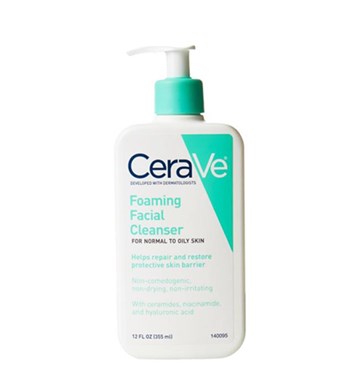 CeraVe®
DEVELOPED WITH DERMATOLOGISTS
Foaming
Facial
Cleanser
FOR NORMAL TO OILY SKIN
Helps repair and restore
protective skin barrier
Non-comedogenic,
non-drying, non-irritating
With ceramides, niacinamide,
and hyaluronic acid
12 FL OZ (355 ml)
140006